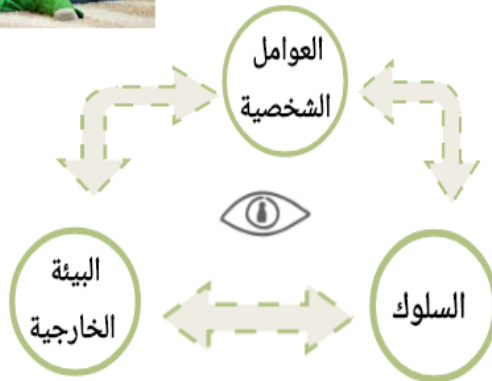 العوامل
الشخصية
البيئة
الخارجية
السلوك